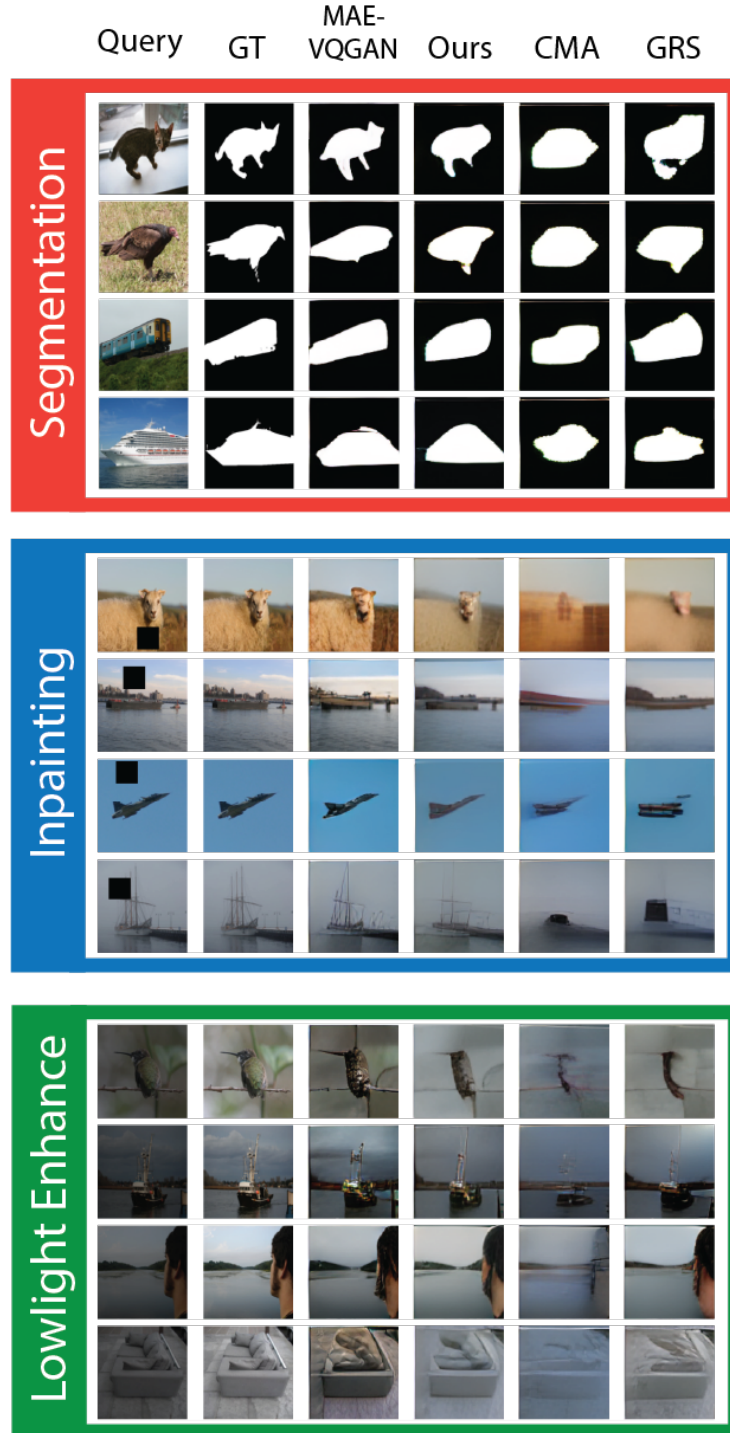 Query
GT
MAE-
VQGAN
Ours
CMA
GRS
Segmentation
Inpainting
Lowlight Enhance